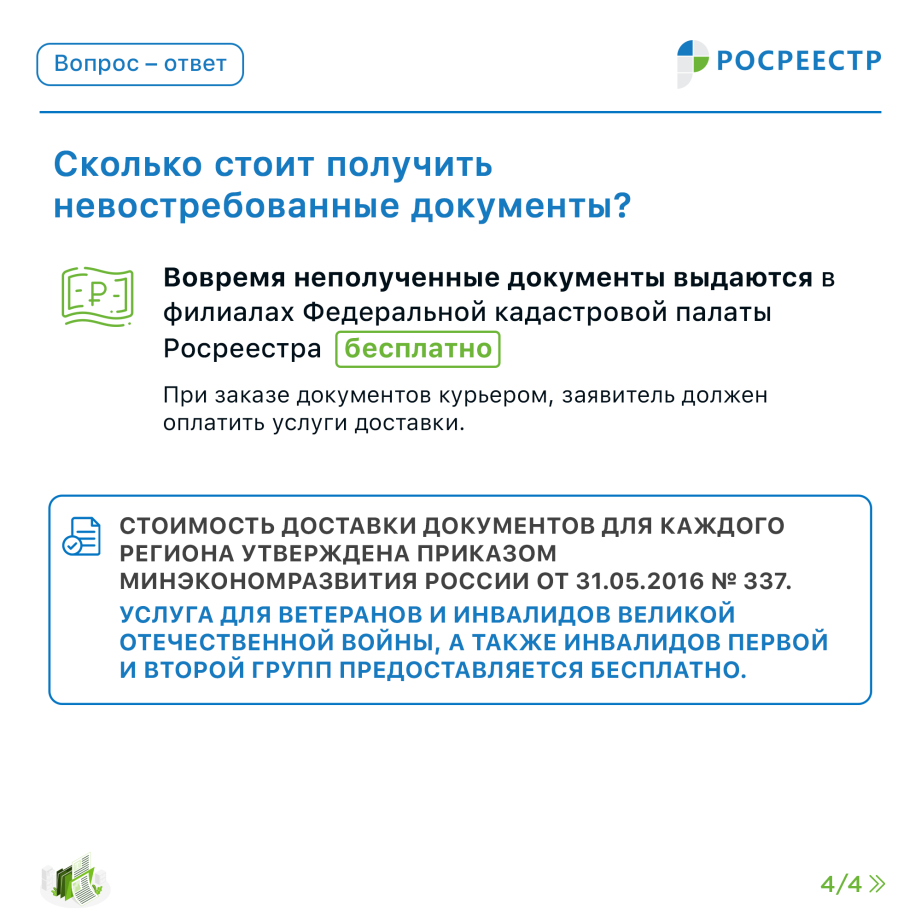 Вопрос – ответ
РОСРЕЕСТР
Сколько стоит получить
невостребованные документы?
Вовремя неполученные документы выдаются в
филиалах Федеральной кадастровой палаты
Росреестра бесплатно
При заказе документов курьером, заявитель должен
оплатить услуги доставки.
СТОИМОСТЬ ДОСТАВКИ ДОКУМЕНТОВ ДЛЯ КАЖДОГО
РЕГИОНА УТВЕРЖДЕНА ПРИКАЗОМ
МИНЭКОНОМРАЗВИТИЯ РОССИИ ОТ 31.05.2016 № 337.
УСЛУГА ДЛЯ ВЕТЕРАНОВ И ИНВАЛИДОВ ВЕЛИКОЙ
ОТЕЧЕСТВЕННОЙ ВОЙНЫ, А ТАКЖЕ ИНВАЛИДОВ ПЕРВОЙ
И ВТОРОЙ ГРУПП ПРЕДОСТАВЛЯЕТСЯ БЕСПЛАТНО.
4/4